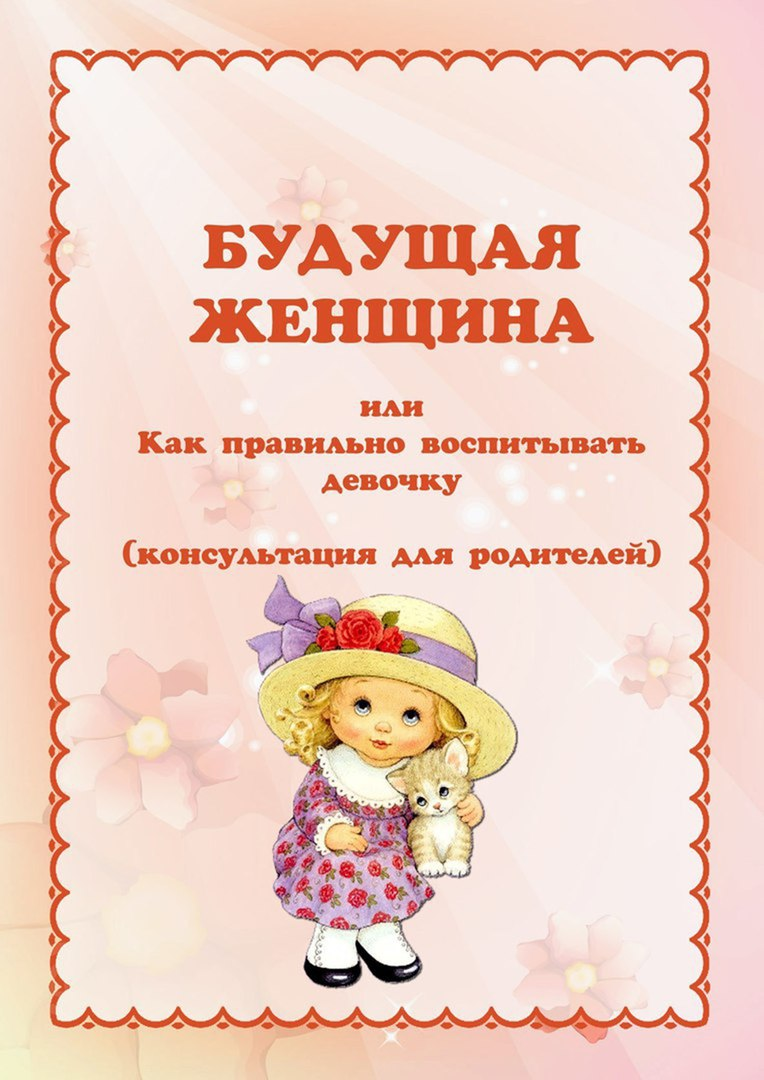 БУДУЩАЯ
ЖЕНЩИНА
или
Как правильно воспитывать
девочку
(консультация для родителей)